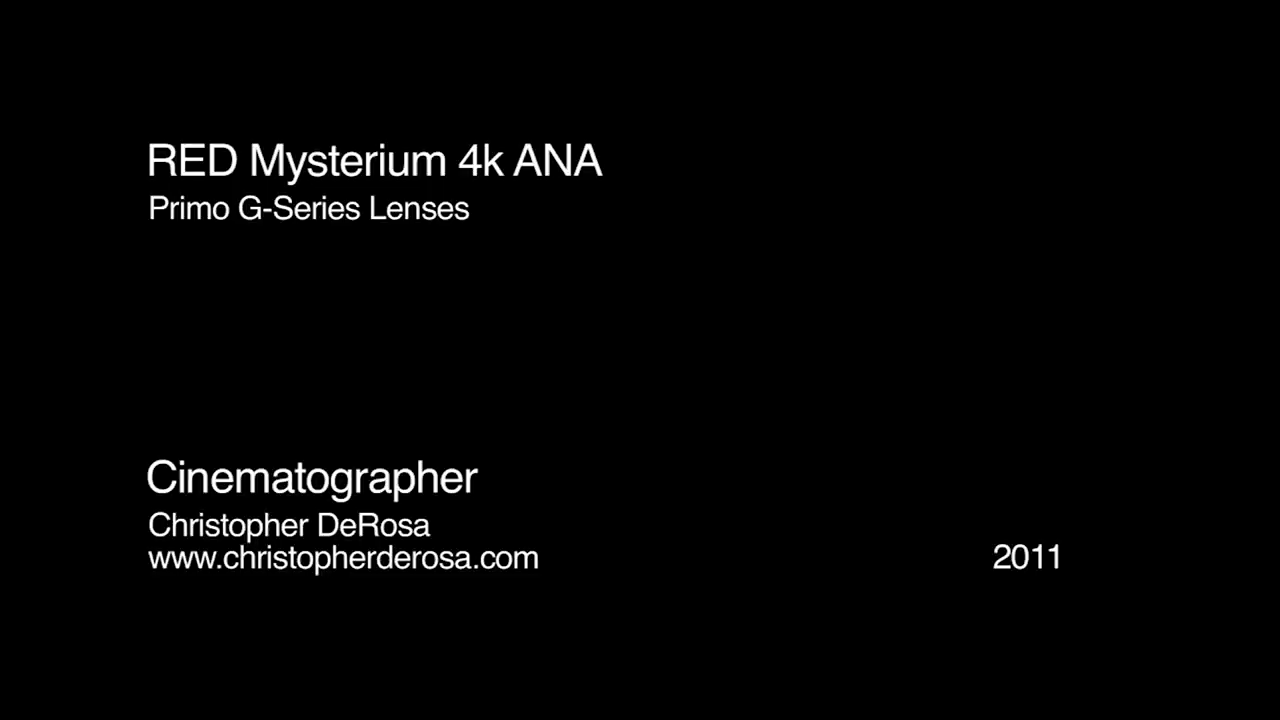 RED Mysterium 4k ANA
Primo G-Series Lenses
Cinematographer
Christopher DeRosa
www.christopherderosa.com
2011